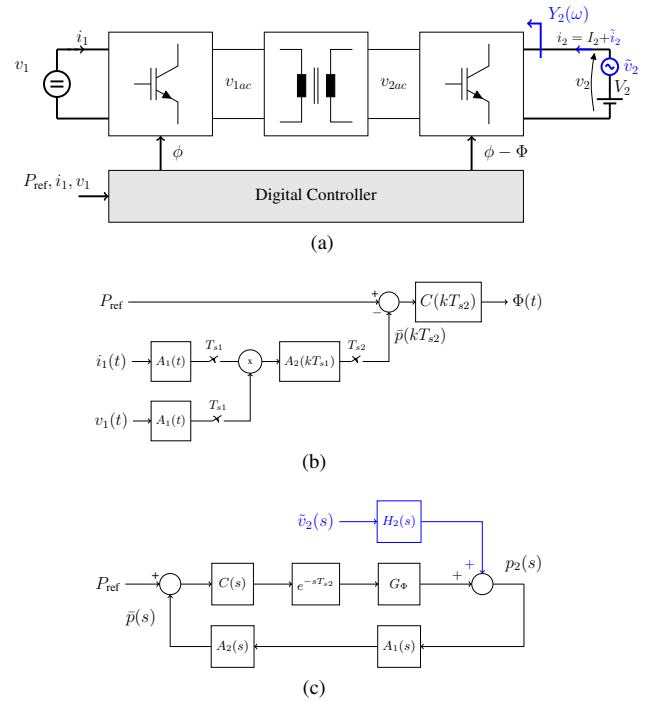 Y₂(ω)
i₁
i₂ = I₂+ĩ₂
v₁
v₁ac
v₂ac
v₂
ṽ₂
V₂
ϕ
ϕ − Φ
P_ref, i₁, v₁
Digital Controller
(a)
P_ref
+
−
C(kT_s2)
Φ(t)
p̄(kT_s2)
i₁(t)
A₁(t)
T_s1
x
A₂(kT_s1)
T_s2
v₁(t)
A₁(t)
T_s1
(b)
ṽ₂(s)
H₂(s)
P_ref
+
C(s)
e^{−sT_s2}
G_Φ
+
+
p₂(s)
p̄(s)
A₂(s)
A₁(s)
(c)